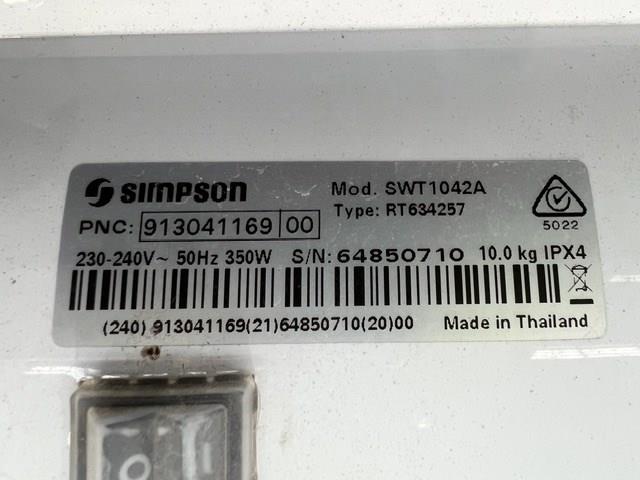 SIMPSON
Mod. SWT1042A
PNC: 913041169 00
Type: RT634257
5022
230-240V~ 50Hz 350W S/N: 64850710 10.0 kg IPX4
(240) 913041169(21)64850710(20)00 Made in Thailand